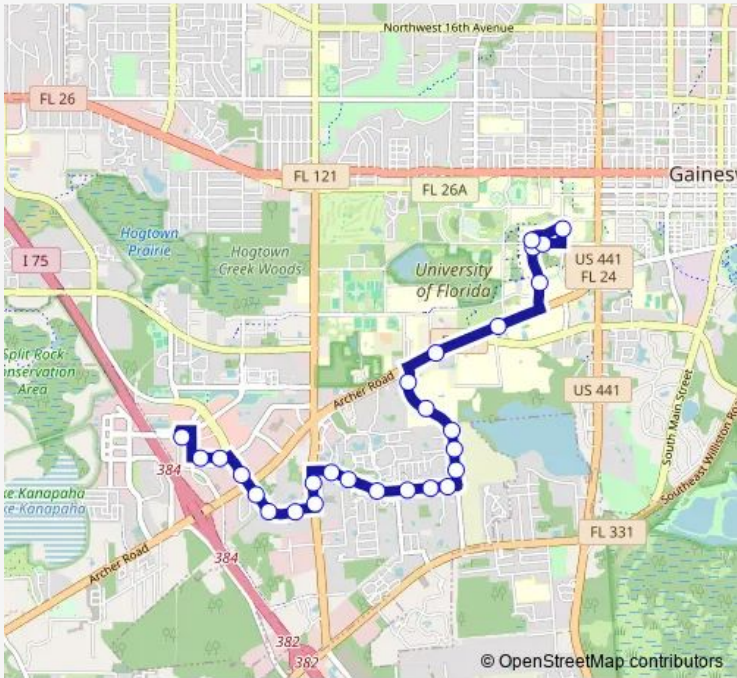 Northwest 16th Avenue
FL 26
FL 121
FL 26A
Gainesv
Hogtown
Prairie
Hogtown
Creek Woods
I 75
University
of Florida
US 441
FL 24
Split Rock
onservation
Area
Archer Road
US 441
South Main Street
Southeast Williston Roa
384
ke Kanapaha
ke Kanapaha
Archer Road
384
FL 331
382
382
© OpenStreetMap contributors